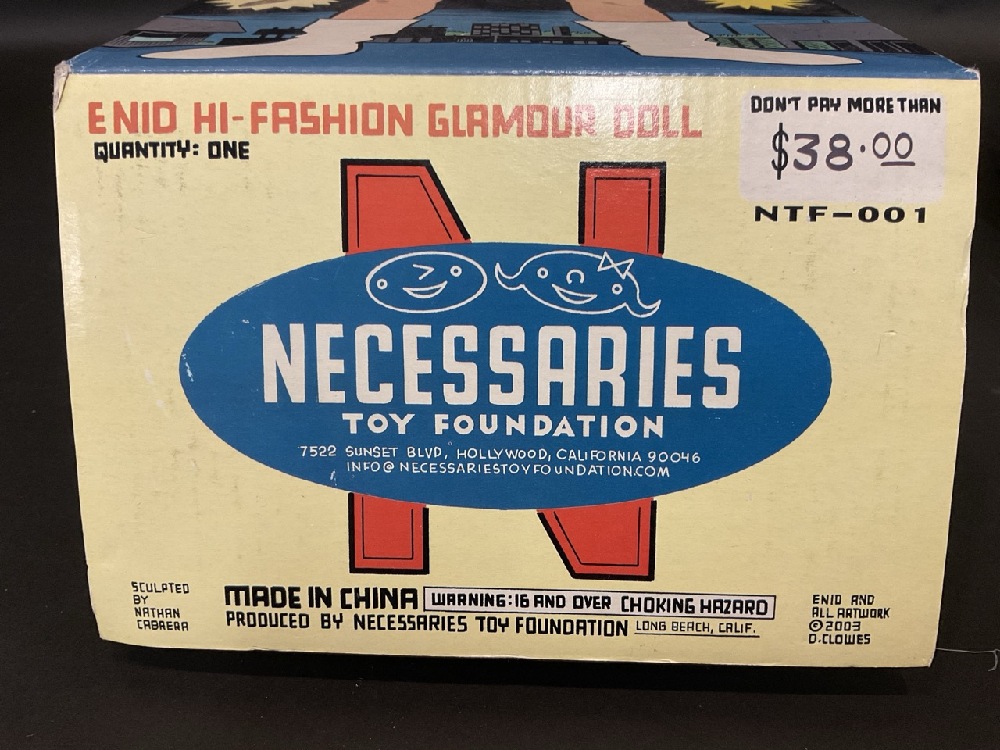 ENID HI-FASHION GLAMOUR DOLL
QUANTITY: ONE
DON'T PAY MORE THAN
$38.00
NTF-001
NECESSARIES
TOY FOUNDATION
7522 SUNSET BLVD, HOLLYWOOD, CALIFORNIA 90046
INFO@NECESSARIESTOYFOUNDATION.COM
SCULPTED
BY
NATHAN
CABRERA
MADE IN CHINA WARNING: 16 AND OVER CHOKING HAZARD
PRODUCED BY NECESSARIES TOY FOUNDATION LONG BEACH, CALIF.
ENID AND
ALL ARTWORK
© 2003
D. CLOWES